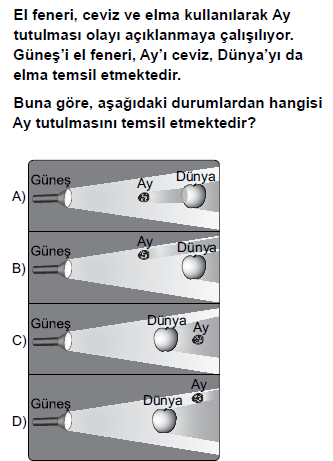 El feneri, ceviz ve elma kullanılarak Ay
tutulması olayı açıklanmaya çalışılıyor.
Güneş'i el feneri, Ay'ı ceviz, Dünya'yı da
elma temsil etmektedir.
Buna göre, aşağıdaki durumlardan hangisi
Ay tutulmasını temsil etmektedir?
A) Güneş Ay Dünya
B) Güneş Ay Dünya
C) Güneş Dünya Ay
D) Güneş Dünya Ay